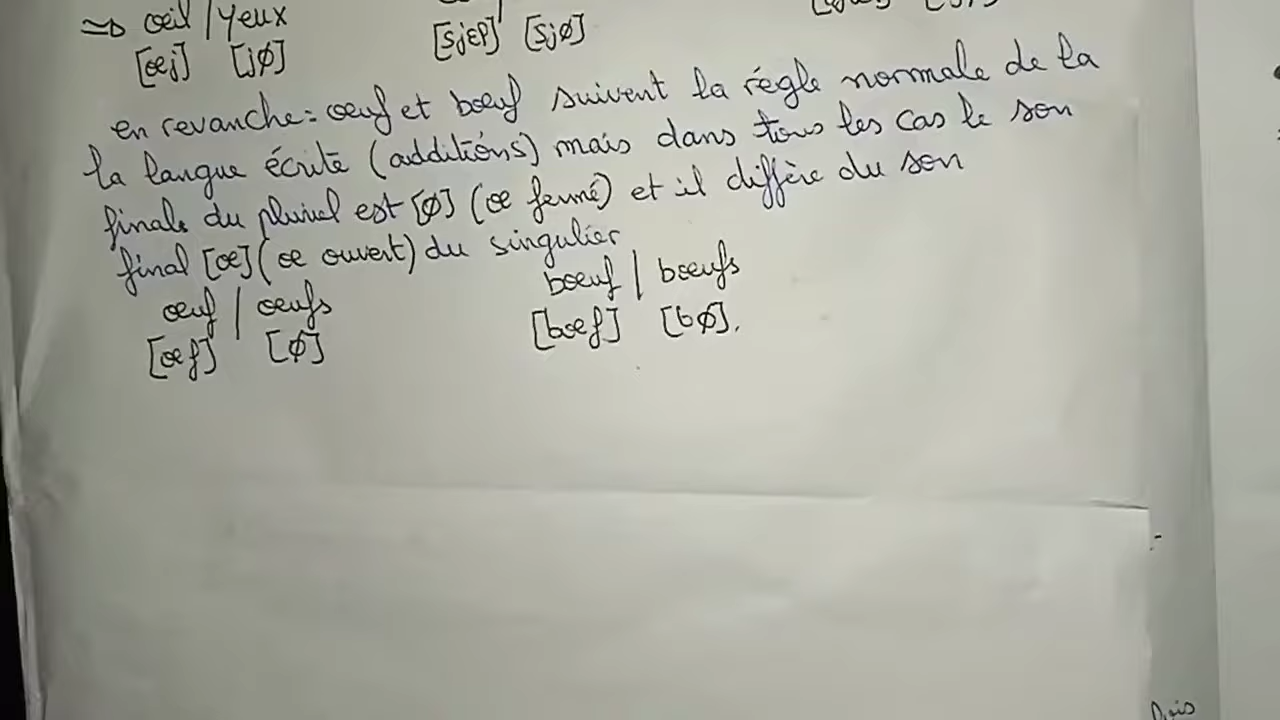 ⇒ œil / yeux
[œj] [jø] [sjɛl] [sjø]
en revanche : œuf et bœuf suivent la règle normale de la
la langue écrite (additions) mais dans tous les cas le son
finale du pluriel est [ø] (œ fermé) et il diffère du son
final [œ] (œ ouvert) du singulier
œuf / œufs bœuf | bœufs
[œf] [ø] [bœf] [bø].